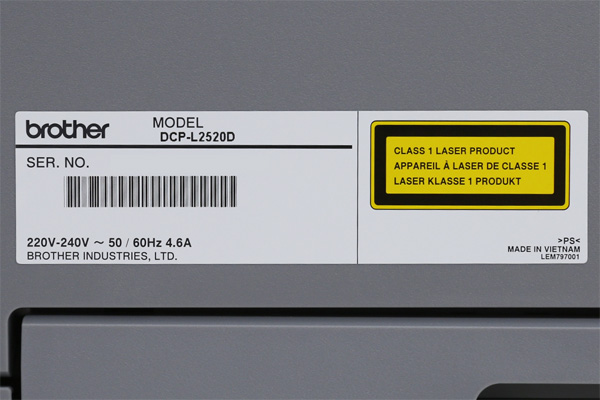 brother
MODEL
DCP-L2520D
SER. NO.
220V-240V ~ 50 / 60Hz 4.6A
BROTHER INDUSTRIES, LTD.
CLASS 1 LASER PRODUCT
APPAREIL À LASER DE CLASSE 1
LASER KLASSE 1 PRODUKT
>PS<
MADE IN VIETNAM
LEM797001